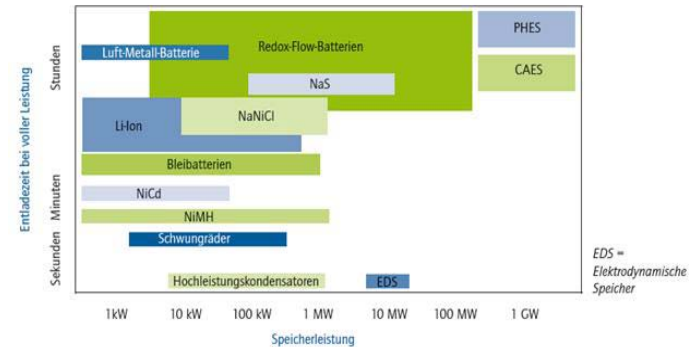 Entladezeit bei voller Leistung
Stunden
Minuten
Sekunden
Luft-Metall-Batterie
Redox-Flow-Batterien
PHES
NaS
CAES
Li-Ion
NaNiCl
Bleibatterien
NiCd
NiMH
Schwungräder
Hochleistungskondensatoren
EDS
EDS =
Elektrodynamische
Speicher
1kW 10 kW 100 kW 1 MW 10 MW 100 MW 1 GW
Speicherleistung